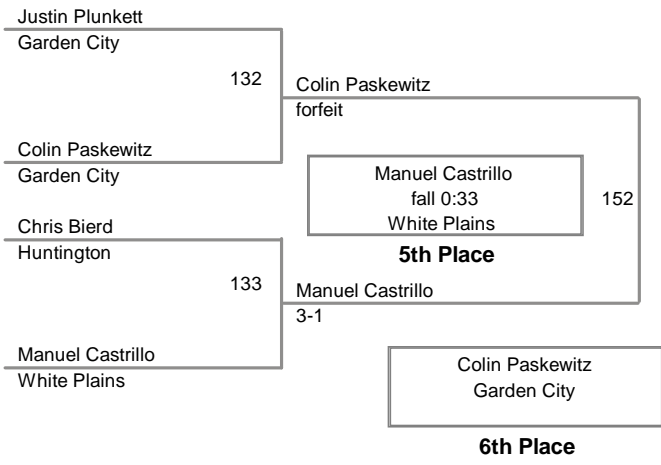 Justin Plunkett
Garden City
132
Colin Paskewitz
forfeit
Colin Paskewitz
Garden City
Manuel Castrillo
fall 0:33
White Plains
152
5th Place
Chris Bierd
Huntington
133
Manuel Castrillo
3-1
Manuel Castrillo
White Plains
Colin Paskewitz
Garden City
6th Place